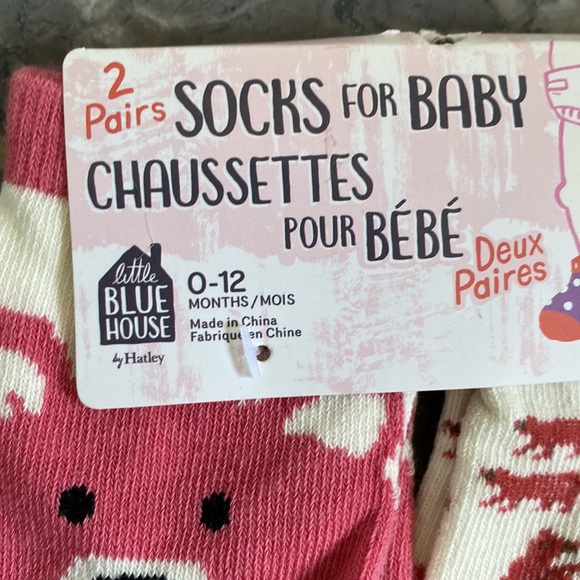 2 Pairs SOCKS FOR BABY
CHAUSSETTES
POUR BÉBÉ
Deux Paires
little
BLUE
HOUSE
by Hatley
0-12
MONTHS/MOIS
Made in China
Fabriqué en Chine